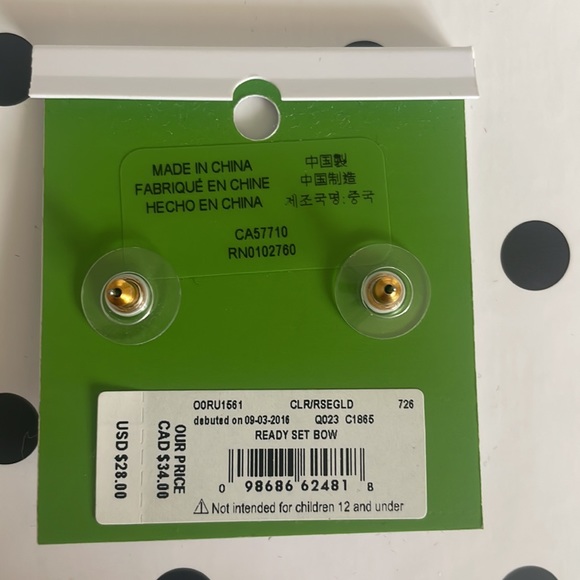 MADE IN CHINA
FABRIQUÉ EN CHINE
HECHO EN CHINA
中国製
中国制造
제조국명:중국
CA57710
RN0102760
O0RU1561 CLR/RSEGLD 726
debuted on 09-03-2016 Q023 C1865
READY SET BOW
0 98686 62481 B
⚠ Not intended for children 12 and under
OUR PRICE
CAD $34.00
USD $28.00